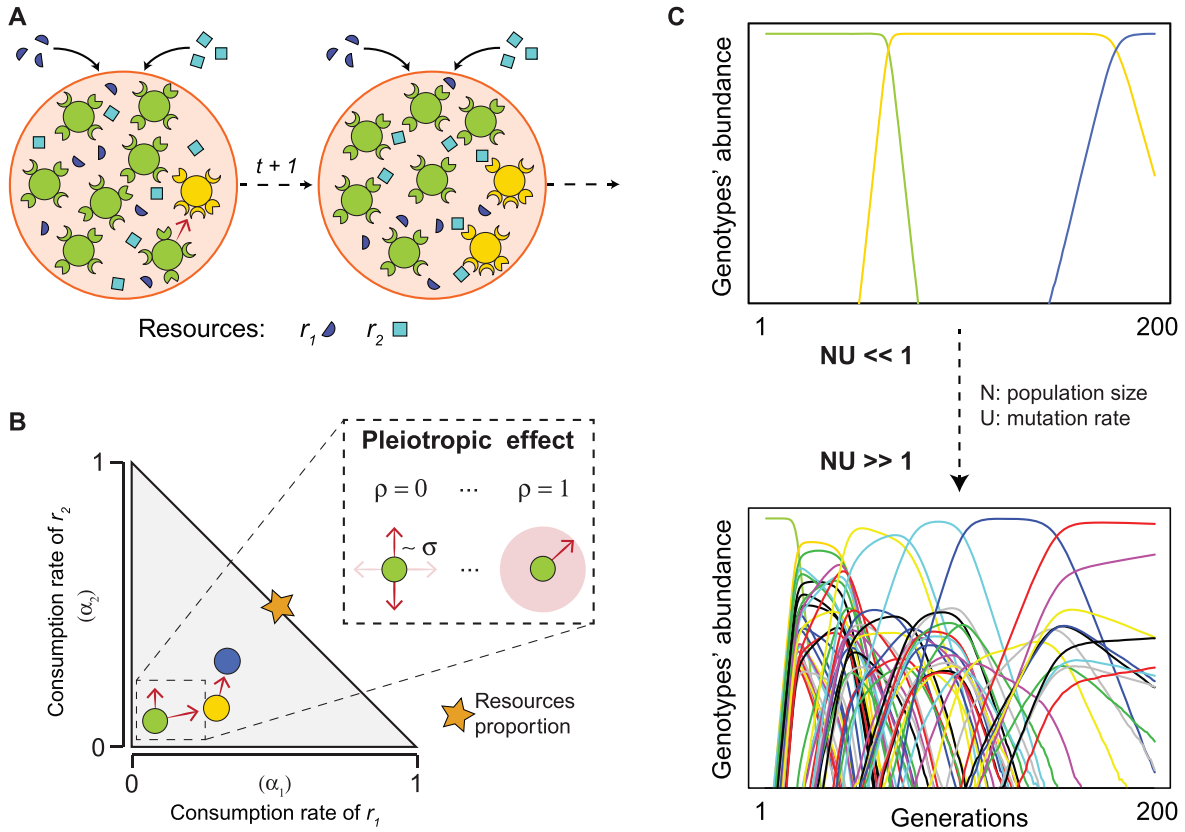 A
t + 1
Resources: r1 r2
B
Consumption rate of r2
(α2)
1
0
0
1
(α1)
Consumption rate of r1
Pleiotropic effect
ρ = 0 ... ρ = 1
~ σ
...
Resources
proportion
C
Genotypes' abundance
1
200
NU << 1
N: population size
U: mutation rate
NU >> 1
Genotypes' abundance
1
200
Generations